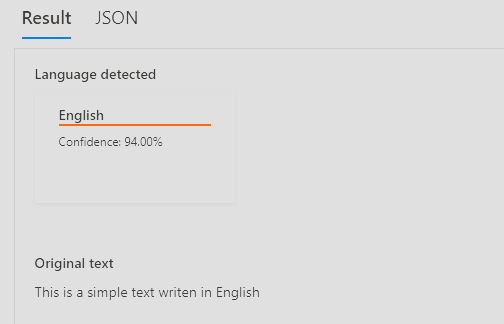 Result JSON
Language detected
English
Confidence: 94.00%
Original text
This is a simple text writen in English